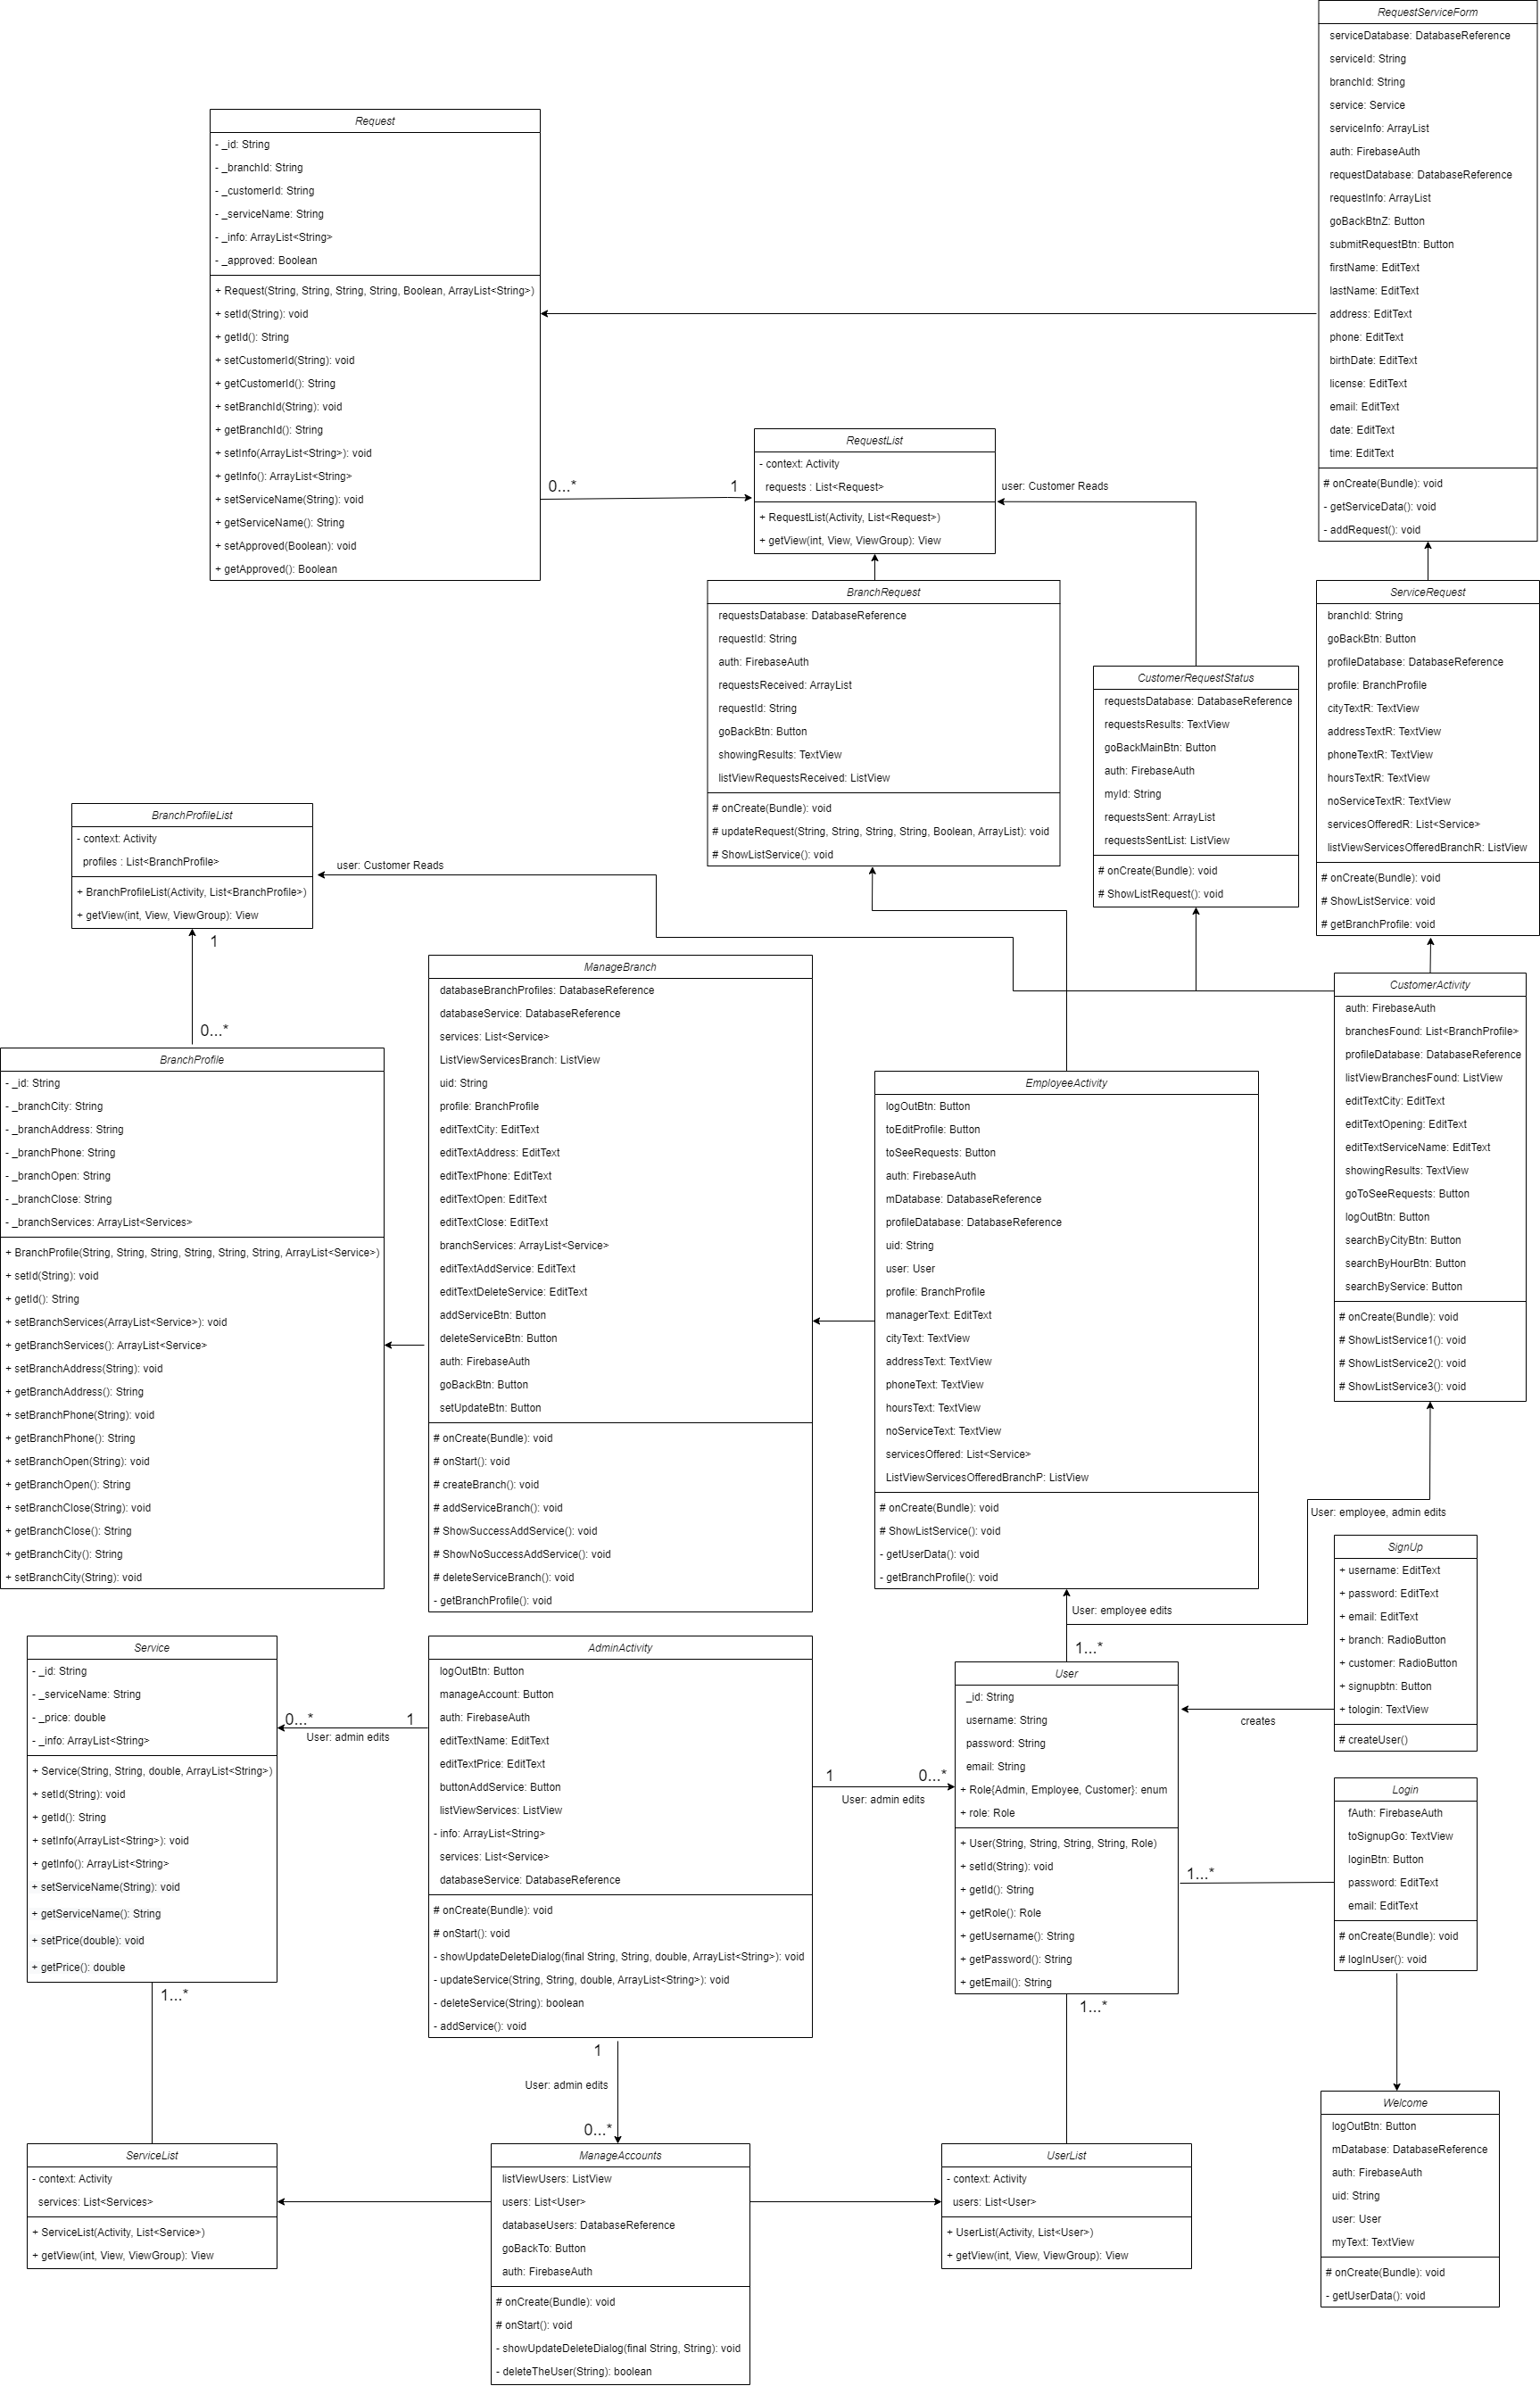 RequestServiceForm
serviceDatabase: DatabaseReference
serviceId: String
branchId: String
service: Service
serviceInfo: ArrayList
auth: FirebaseAuth
requestDatabase: DatabaseReference
requestInfo: ArrayList
goBackBtnZ: Button
submitRequestBtn: Button
firstName: EditText
lastName: EditText
address: EditText
phone: EditText
birthDate: EditText
license: EditText
email: EditText
date: EditText
time: EditText
# onCreate(Bundle): void
- getServiceData(): void
- addRequest(): void
Request
- _id: String
- _branchId: String
- _customerId: String
- _serviceName: String
- _info: ArrayList<String>
- _approved: Boolean
+ Request(String, String, String, String, Boolean, ArrayList<String>)
+ setId(String): void
+ getId(): String
+ setCustomerId(String): void
+ getCustomerId(): String
+ setBranchId(String): void
+ getBranchId(): String
+ setInfo(ArrayList<String>): void
+ getInfo(): ArrayList<String>
+ setServiceName(String): void
+ getServiceName(): String
+ setApproved(Boolean): void
+ getApproved(): Boolean
0...*
1
RequestList
- context: Activity
requests : List<Request>
+ RequestList(Activity, List<Request>)
+ getView(int, View, ViewGroup): View
user: Customer Reads
BranchRequest
requestsDatabase: DatabaseReference
requestId: String
auth: FirebaseAuth
requestsReceived: ArrayList
requestId: String
goBackBtn: Button
showingResults: TextView
listViewRequestsReceived: ListView
# onCreate(Bundle): void
# updateRequest(String, String, String, String, Boolean, ArrayList): void
# ShowListService(): void
CustomerRequestStatus
requestsDatabase: DatabaseReference
requestsResults: TextView
goBackMainBtn: Button
auth: FirebaseAuth
myId: String
requestsSent: ArrayList
requestsSentList: ListView
# onCreate(Bundle): void
# ShowListRequest(): void
ServiceRequest
branchId: String
goBackBtn: Button
profileDatabase: DatabaseReference
profile: BranchProfile
cityTextR: TextView
addressTextR: TextView
phoneTextR: TextView
hoursTextR: TextView
noServiceTextR: TextView
servicesOfferedR: List<Service>
listViewServicesOfferedBranchR: ListView
# onCreate(Bundle): void
# ShowListService: void
# getBranchProfile: void
BranchProfileList
- context: Activity
profiles : List<BranchProfile>
+ BranchProfileList(Activity, List<BranchProfile>)
+ getView(int, View, ViewGroup): View
user: Customer Reads
1
0...*
BranchProfile
- _id: String
- _branchCity: String
- _branchAddress: String
- _branchPhone: String
- _branchOpen: String
- _branchClose: String
- _branchServices: ArrayList<Services>
+ BranchProfile(String, String, String, String, String, String, ArrayList<Service>)
+ setId(String): void
+ getId(): String
+ setBranchServices(ArrayList<Service>): void
+ getBranchServices(): ArrayList<Service>
+ setBranchAddress(String): void
+ getBranchAddress(): String
+ setBranchPhone(String): void
+ getBranchPhone(): String
+ setBranchOpen(String): void
+ getBranchOpen(): String
+ setBranchClose(String): void
+ getBranchClose(): String
+ getBranchCity(): String
+ setBranchCity(String): void
ManageBranch
databaseBranchProfiles: DatabaseReference
databaseService: DatabaseReference
services: List<Service>
ListViewServicesBranch: ListView
uid: String
profile: BranchProfile
editTextCity: EditText
editTextAddress: EditText
editTextPhone: EditText
editTextOpen: EditText
editTextClose: EditText
branchServices: ArrayList<Service>
editTextAddService: EditText
editTextDeleteService: EditText
addServiceBtn: Button
deleteServiceBtn: Button
auth: FirebaseAuth
goBackBtn: Button
setUpdateBtn: Button
# onCreate(Bundle): void
# onStart(): void
# createBranch(): void
# addServiceBranch(): void
# ShowSuccessAddService(): void
# ShowNoSuccessAddService(): void
# deleteServiceBranch(): void
- getBranchProfile(): void
EmployeeActivity
logOutBtn: Button
toEditProfile: Button
toSeeRequests: Button
auth: FirebaseAuth
mDatabase: DatabaseReference
profileDatabase: DatabaseReference
uid: String
user: User
profile: BranchProfile
managerText: EditText
cityText: TextView
addressText: TextView
phoneText: TextView
hoursText: TextView
noServiceText: TextView
servicesOffered: List<Service>
ListViewServicesOfferedBranchP: ListView
# onCreate(Bundle): void
# ShowListService(): void
- getUserData(): void
- getBranchProfile(): void
CustomerActivity
auth: FirebaseAuth
branchesFound: List<BranchProfile>
profileDatabase: DatabaseReference
listViewBranchesFound: ListView
editTextCity: EditText
editTextOpening: EditText
editTextServiceName: EditText
showingResults: TextView
goToSeeRequests: Button
logOutBtn: Button
searchByCityBtn: Button
searchByHourBtn: Button
searchByService: Button
# onCreate(Bundle): void
# ShowListService1(): void
# ShowListService2(): void
# ShowListService3(): void
User: employee, admin edits
User: employee edits
1...*
SignUp
+ username: EditText
+ password: EditText
+ email: EditText
+ branch: RadioButton
+ customer: RadioButton
+ signupbtn: Button
+ tologin: TextView
# createUser()
creates
Service
- _id: String
- _serviceName: String
- _price: double
- _info: ArrayList<String>
+ Service(String, String, double, ArrayList<String>)
+ setId(String): void
+ getId(): String
+ setInfo(ArrayList<String>): void
+ getInfo(): ArrayList<String>
+ setServiceName(String): void
+ getServiceName(): String
+ setPrice(double): void
+ getPrice(): double
0...*
1
User: admin edits
AdminActivity
logOutBtn: Button
manageAccount: Button
auth: FirebaseAuth
editTextName: EditText
editTextPrice: EditText
buttonAddService: Button
listViewServices: ListView
- info: ArrayList<String>
services: List<Service>
databaseService: DatabaseReference
# onCreate(Bundle): void
# onStart(): void
- showUpdateDeleteDialog(final String, String, double, ArrayList<String>): void
- updateService(String, String, double, ArrayList<String>): void
- deleteService(String): boolean
- addService(): void
1
0...*
User: admin edits
User
_id: String
username: String
password: String
email: String
+ Role{Admin, Employee, Customer}: enum
+ role: Role
+ User(String, String, String, String, Role)
+ setId(String): void
+ getId(): String
+ getRole(): Role
+ getUsername(): String
+ getPassword(): String
+ getEmail(): String
1...*
Login
fAuth: FirebaseAuth
toSignupGo: TextView
loginBtn: Button
password: EditText
email: EditText
# onCreate(Bundle): void
# logInUser(): void
1...*
1
User: admin edits
0...*
1...*
ServiceList
- context: Activity
services: List<Services>
+ ServiceList(Activity, List<Service>)
+ getView(int, View, ViewGroup): View
ManageAccounts
listViewUsers: ListView
users: List<User>
databaseUsers: DatabaseReference
goBackTo: Button
auth: FirebaseAuth
# onCreate(Bundle): void
# onStart(): void
- showUpdateDeleteDialog(final String, String): void
- deleteTheUser(String): boolean
UserList
- context: Activity
users: List<User>
+ UserList(Activity, List<User>)
+ getView(int, View, ViewGroup): View
Welcome
logOutBtn: Button
mDatabase: DatabaseReference
auth: FirebaseAuth
uid: String
user: User
myText: TextView
# onCreate(Bundle): void
- getUserData(): void